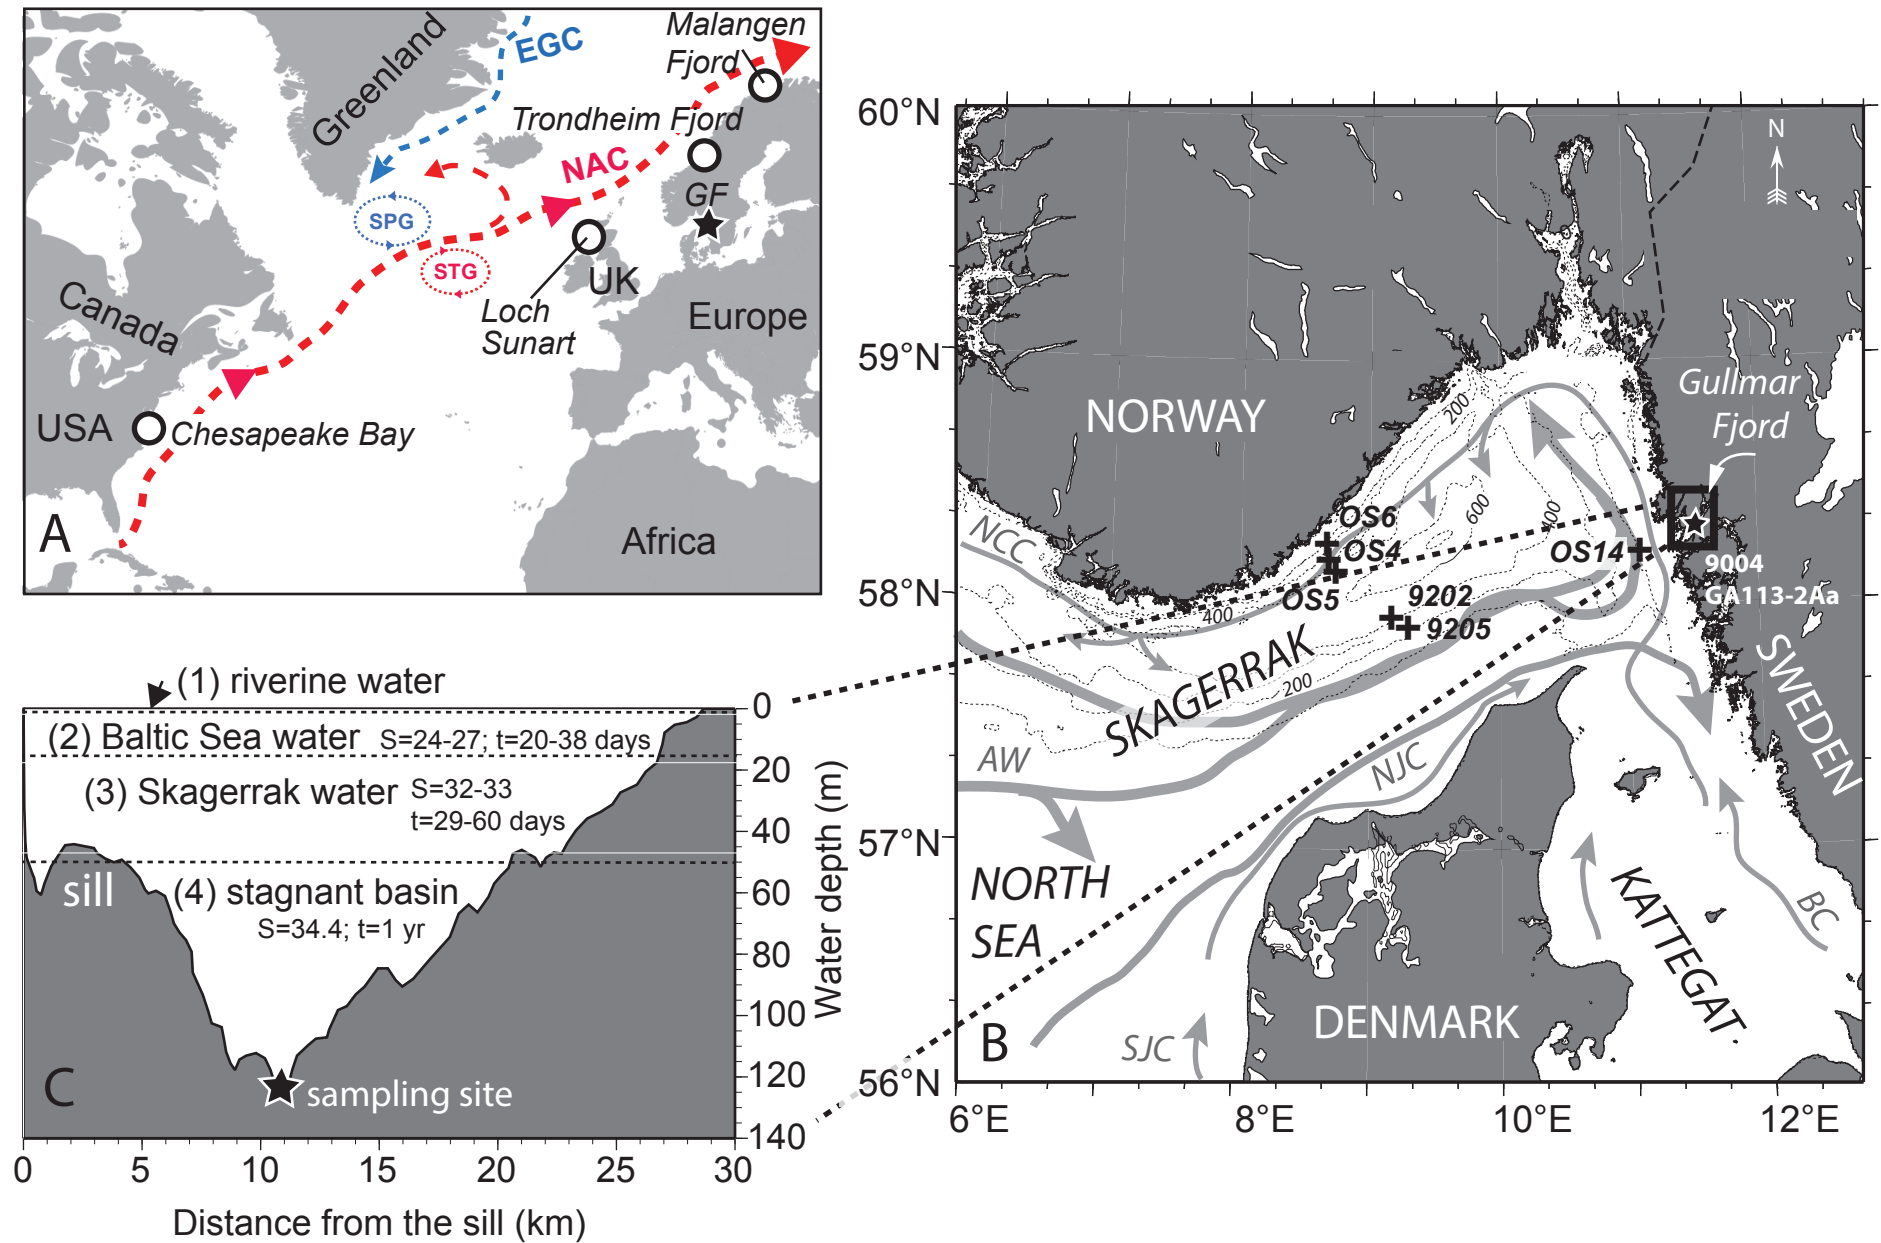 Malangen
Fjord
EGC
Greenland
Trondheim Fjord
NAC
GF
SPG
STG
UK
Loch
Sunart
Canada
Europe
USA
Chesapeake Bay
Africa
A
60°N
59°N
58°N
57°N
56°N
6°E
8°E
10°E
12°E
N
NORWAY
200
Gullmar
Fjord
600
400
NCC
OS6
OS4
OS14
OS5
9202
9205
9004
GA113-2Aa
400
SKAGERRAK
200
SWEDEN
AW
NJC
NORTH
SEA
KATTEGAT
BC
DENMARK
SJC
B
(1) riverine water
(2) Baltic Sea water S=24-27; t=20-38 days
(3) Skagerrak water S=32-33
t=29-60 days
sill
(4) stagnant basin
S=34.4; t=1 yr
C
sampling site
0
20
40
60
80
100
120
140
Water depth (m)
0 5 10 15 20 25 30
Distance from the sill (km)